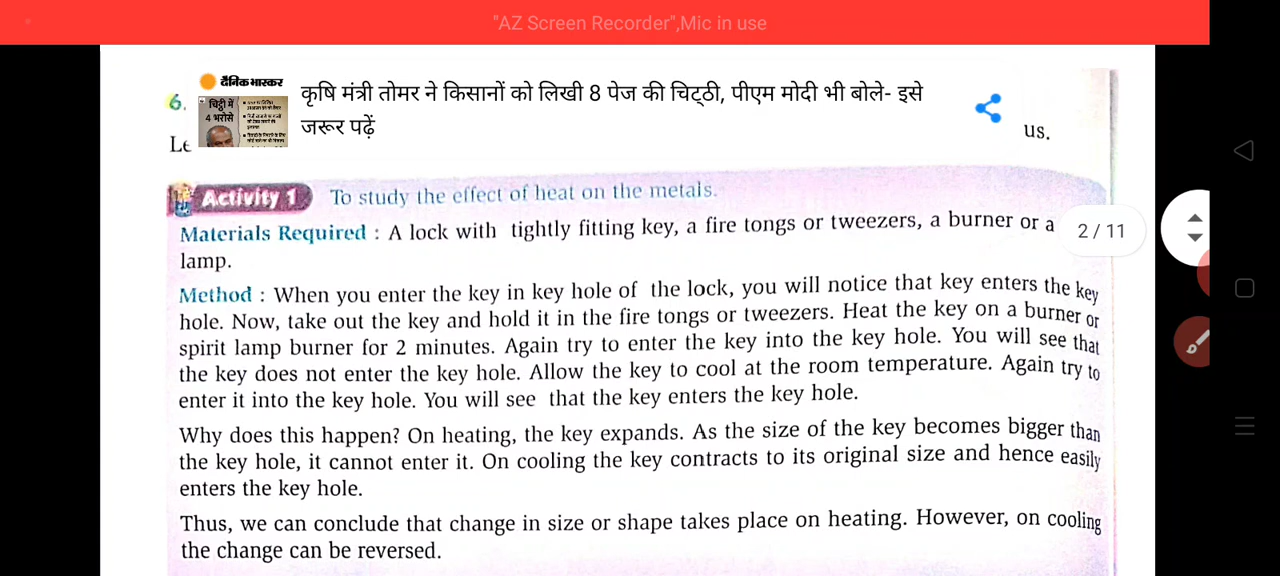 "AZ Screen Recorder",Mic in use
दैनिक भास्कर
6.
चिट्ठी में
4 भरोसे
कृषि मंत्री तोमर ने किसानों को लिखी 8 पेज की चिट्ठी, पीएम मोदी भी बोले- इसे
जरूर पढ़ें
Le
us.
Activity 1 To study the effect of heat on the metals.
Materials Required : A lock with tightly fitting key, a fire tongs or tweezers, a burner or a
2 / 11
lamp.
Method : When you enter the key in key hole of the lock, you will notice that key enters the key
hole. Now, take out the key and hold it in the fire tongs or tweezers. Heat the key on a burner or
spirit lamp burner for 2 minutes. Again try to enter the key into the key hole. You will see that
the key does not enter the key hole. Allow the key to cool at the room temperature. Again try to
enter it into the key hole. You will see that the key enters the key hole.
Why does this happen? On heating, the key expands. As the size of the key becomes bigger than
the key hole, it cannot enter it. On cooling the key contracts to its original size and hence easily
enters the key hole.
Thus, we can conclude that change in size or shape takes place on heating. However, on cooling
the change can be reversed.